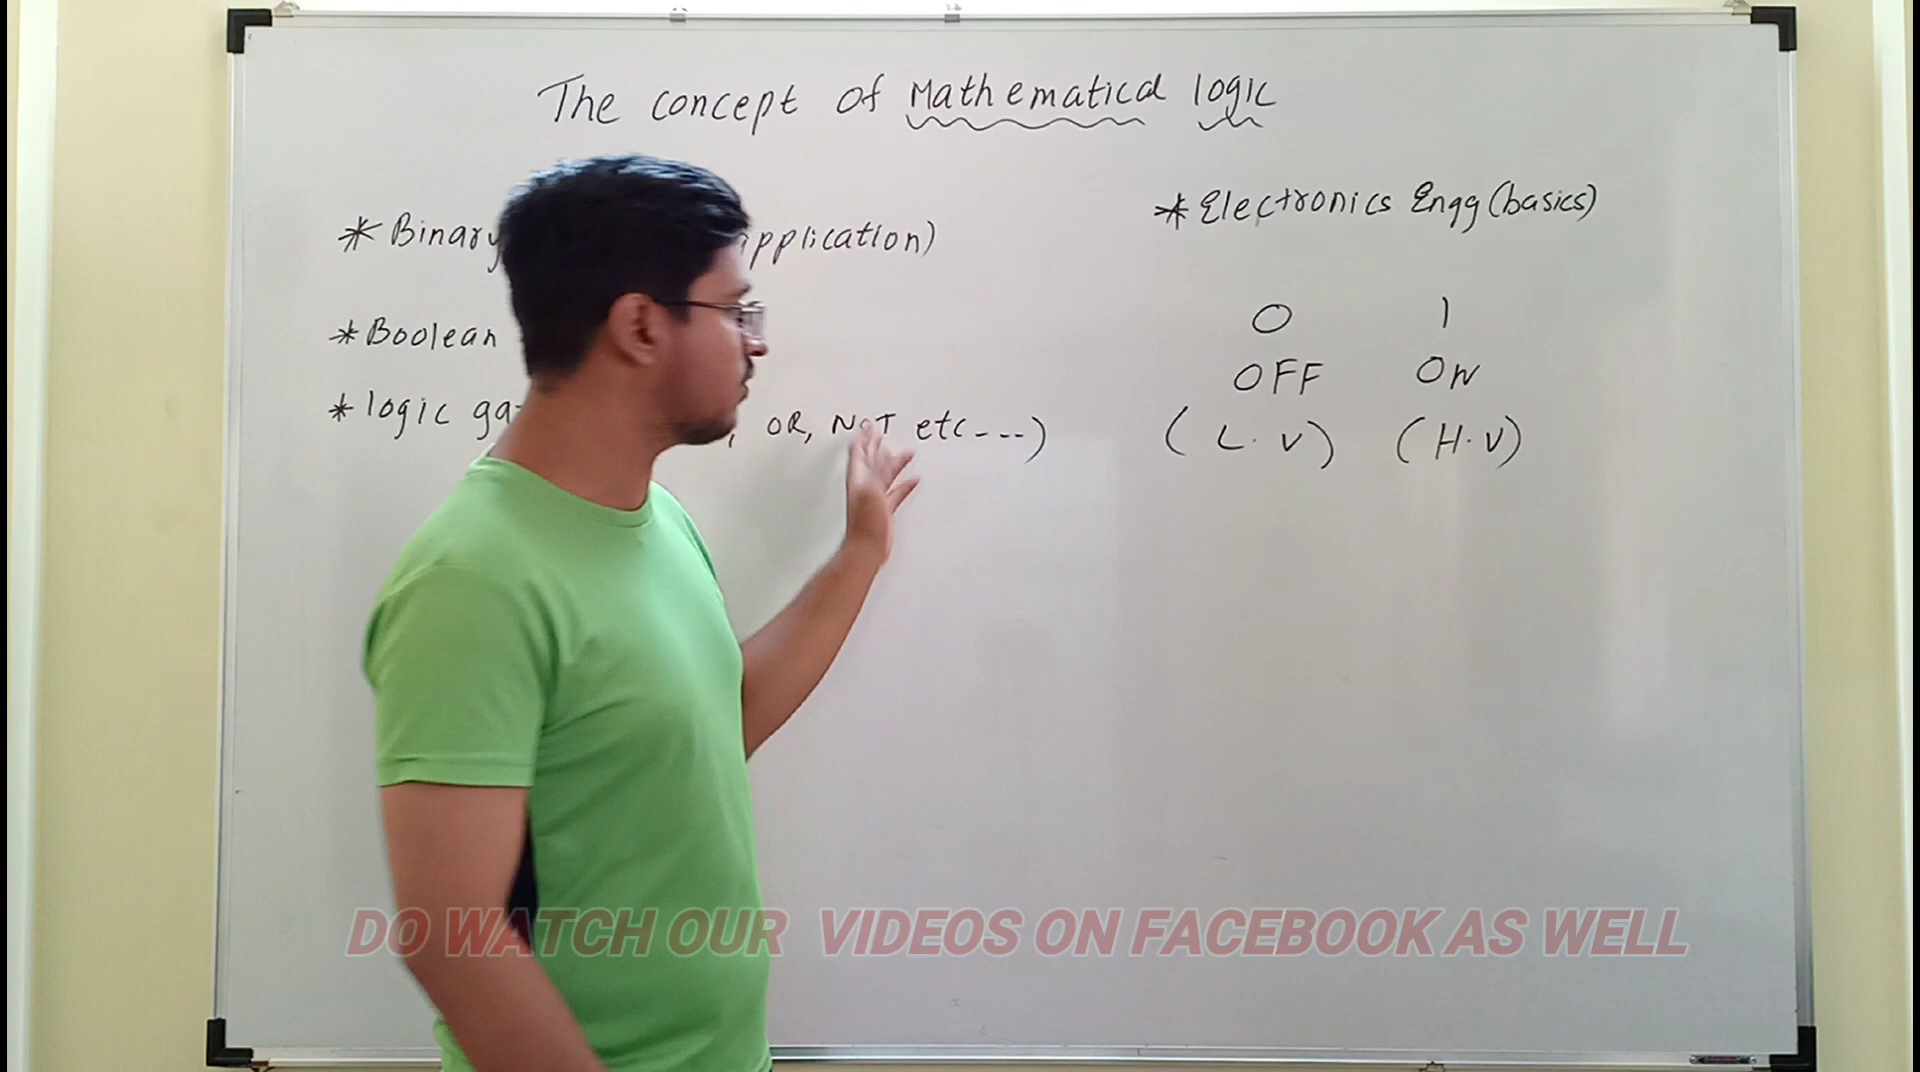 The concept of Mathematical logic
* Binary application)
* Boolean
* logic ga , OR, NOT etc---)
* Electronics Engg (basics)
0 1
OFF ON
( L. V) ( H. V)
DO WATCH OUR VIDEOS ON FACEBOOK AS WELL